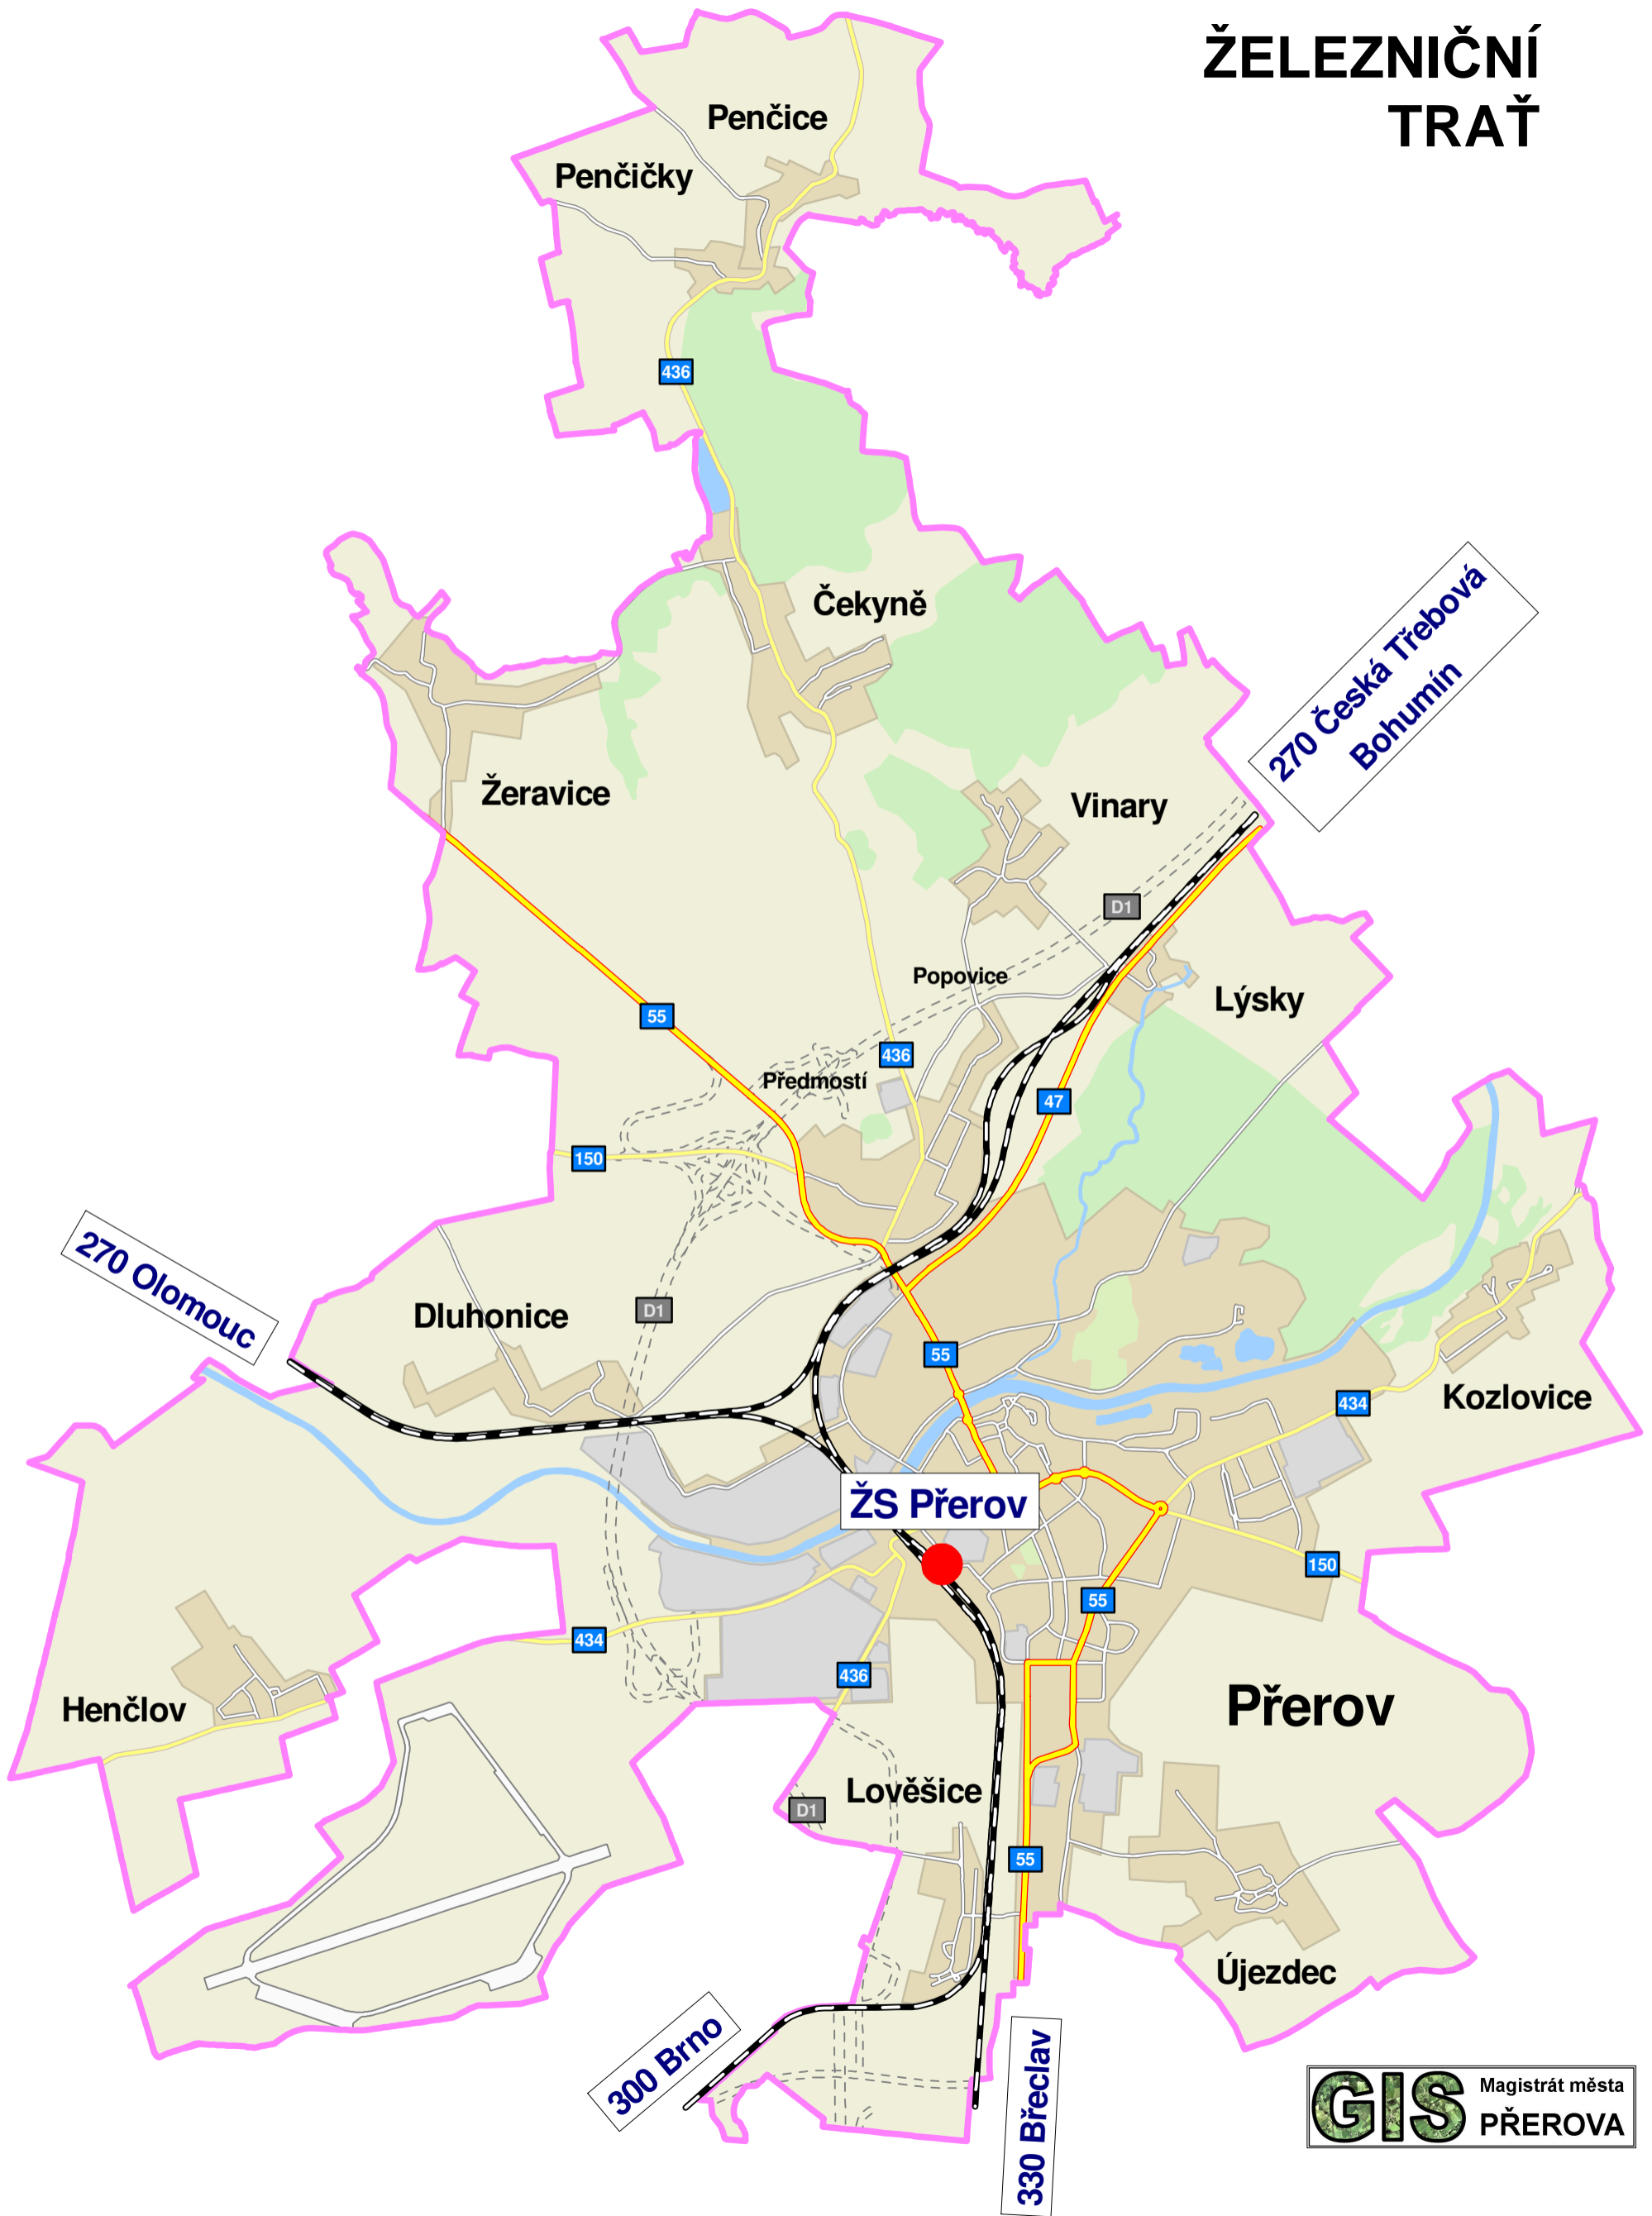 ŽELEZNIČNÍ
TRAŤ
Penčice
Penčičky
436
Čekyně
270 Česká Třebová
Bohumín
Žeravice
Vinary
D1
Popovice
Lýsky
55
436
Předmostí
47
150
270 Olomouc
Dluhonice
D1
55
Kozlovice
434
ŽS Přerov
150
55
434
436
Henčlov
Přerov
Lověšice
D1
55
Újezdec
300 Brno
330 Břeclav
GIS
Magistrát města
PŘEROVA